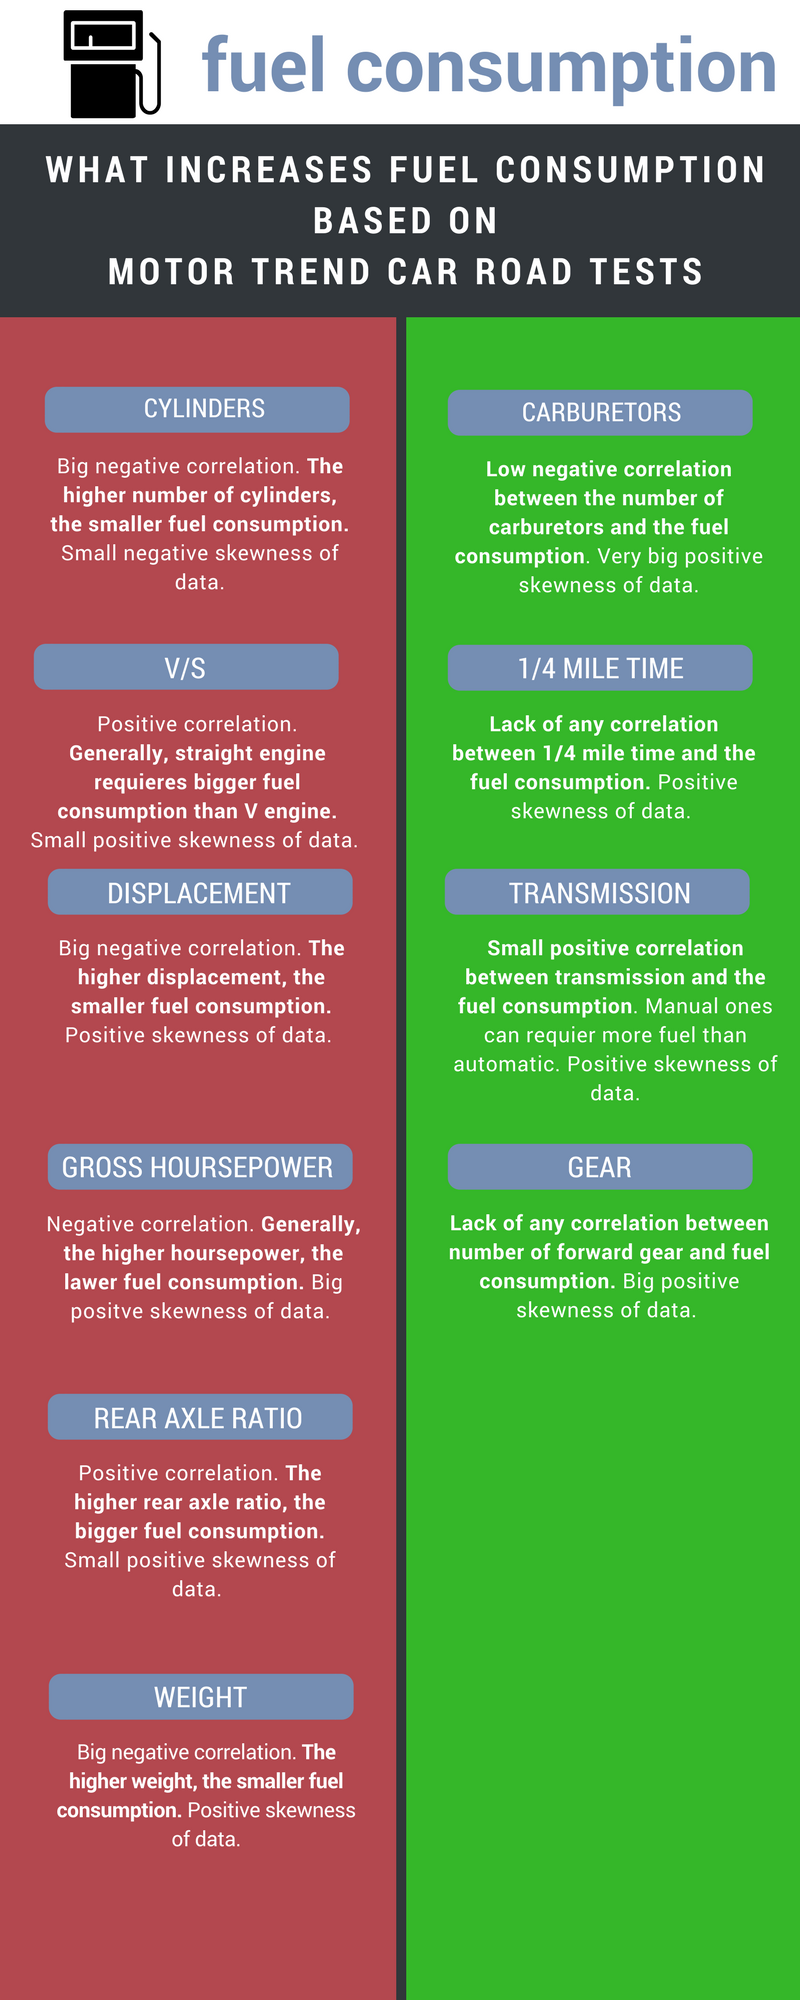 fuel consumption
WHAT INCREASES FUEL CONSUMPTION
BASED ON
MOTOR TREND CAR ROAD TESTS
CYLINDERS
Big negative correlation. The
higher number of cylinders,
the smaller fuel consumption.
Small negative skewness of
data.
V/S
Positive correlation.
Generally, straight engine
requieres bigger fuel
consumption than V engine.
Small positive skewness of data.
DISPLACEMENT
Big negative correlation. The
higher displacement, the
smaller fuel consumption.
Positive skewness of data.
GROSS HOURSEPOWER
Negative correlation. Generally,
the higher hoursepower, the
lawer fuel consumption. Big
positve skewness of data.
REAR AXLE RATIO
Positive correlation. The
higher rear axle ratio, the
bigger fuel consumption.
Small positive skewness of
data.
WEIGHT
Big negative correlation. The
higher weight, the smaller fuel
consumption. Positive skewness
of data.
CARBURETORS
Low negative correlation
between the number of
carburetors and the fuel
consumption. Very big positive
skewness of data.
1/4 MILE TIME
Lack of any correlation
between 1/4 mile time and the
fuel consumption. Positive
skewness of data.
TRANSMISSION
Small positive correlation
between transmission and the
fuel consumption. Manual ones
can requier more fuel than
automatic. Positive skewness of
data.
GEAR
Lack of any correlation between
number of forward gear and fuel
consumption. Big positive
skewness of data.